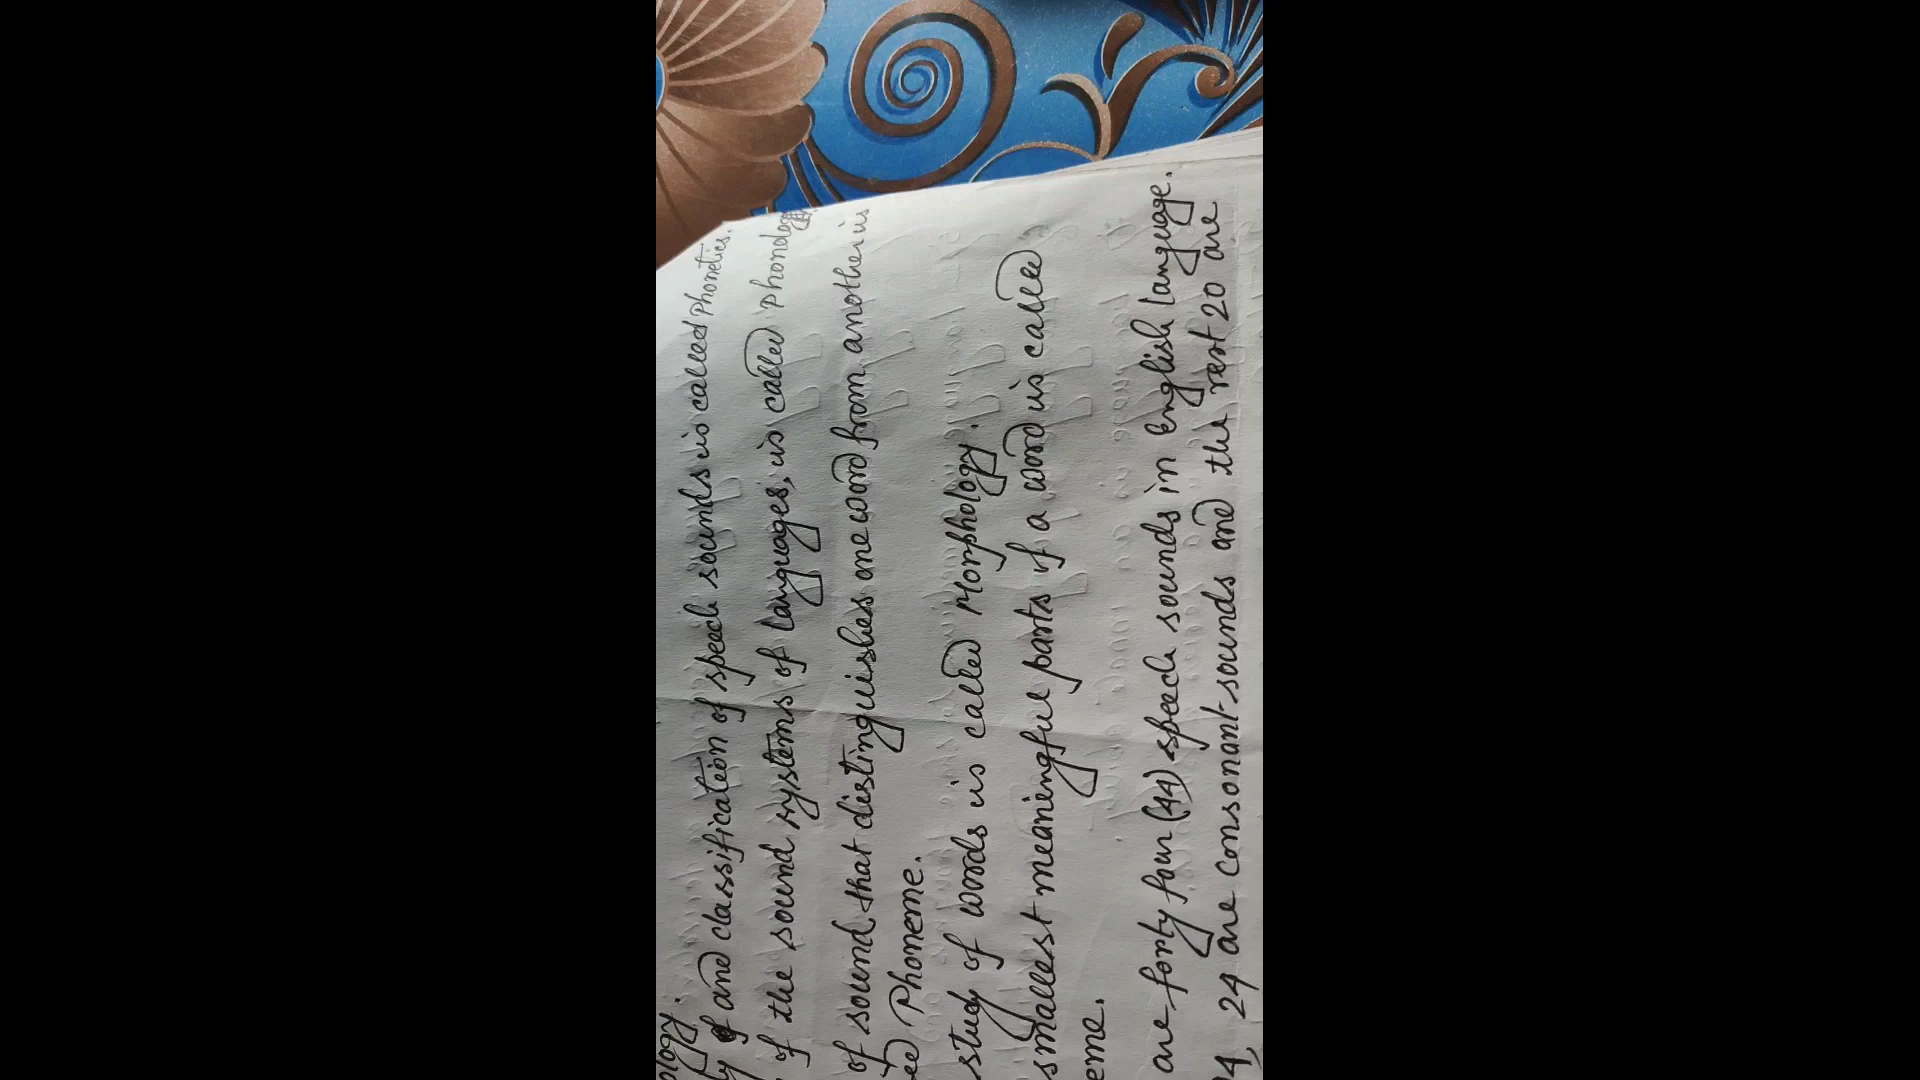 ology.
y of and classification of speech sounds is called Phonetics.
of the sound systems of languages, is called Phonology
of sound, that distinguishes one word from another is
ed Phoneme.
study of words is called Morphology.
smallest meaningful parts of a word is called
eme.
are forty four (44) speech sounds in English language.
4, 24 are consonant-sounds and the rest 20 are